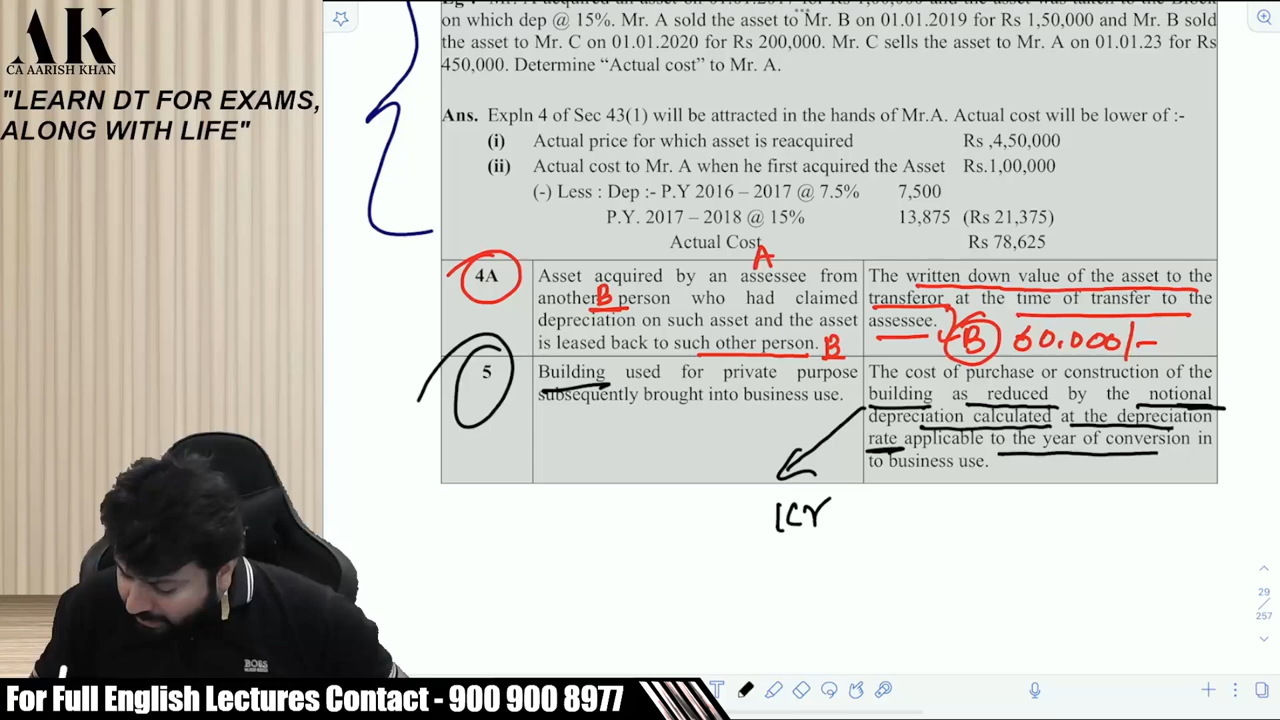 AK
CA AARISH KHAN
"LEARN DT FOR EXAMS,
ALONG WITH LIFE"
on which dep @ 15%. Mr. A sold the asset to Mr. B on 01.01.2019 for Rs 1,50,000 and Mr. B sold
the asset to Mr. C on 01.01.2020 for Rs 200,000. Mr. C sells the asset to Mr. A on 01.01.23 for Rs
450,000. Determine “Actual cost” to Mr. A.
Ans. Expln 4 of Sec 43(1) will be attracted in the hands of Mr.A. Actual cost will be lower of :-
(i) Actual price for which asset is reacquired Rs ,4,50,000
(ii) Actual cost to Mr. A when he first acquired the Asset Rs.1,00,000
(-) Less : Dep :- P.Y 2016 – 2017 @ 7.5% 7,500
P.Y. 2017 – 2018 @ 15% 13,875 (Rs 21,375)
Actual Cost Rs 78,625
A
4A
Asset acquired by an assessee from
another B person who had claimed
depreciation on such asset and the asset
is leased back to such other person. B
The written down value of the asset to the
transferor at the time of transfer to the
assessee. B 60,000/-
5
Building used for private purpose
subsequently brought into business use.
The cost of purchase or construction of the
building as reduced by the notional
depreciation calculated at the depreciation
rate applicable to the year of conversion in
to business use.
1cr
BOSS
29
257
For Full English Lectures Contact - 900 900 8977